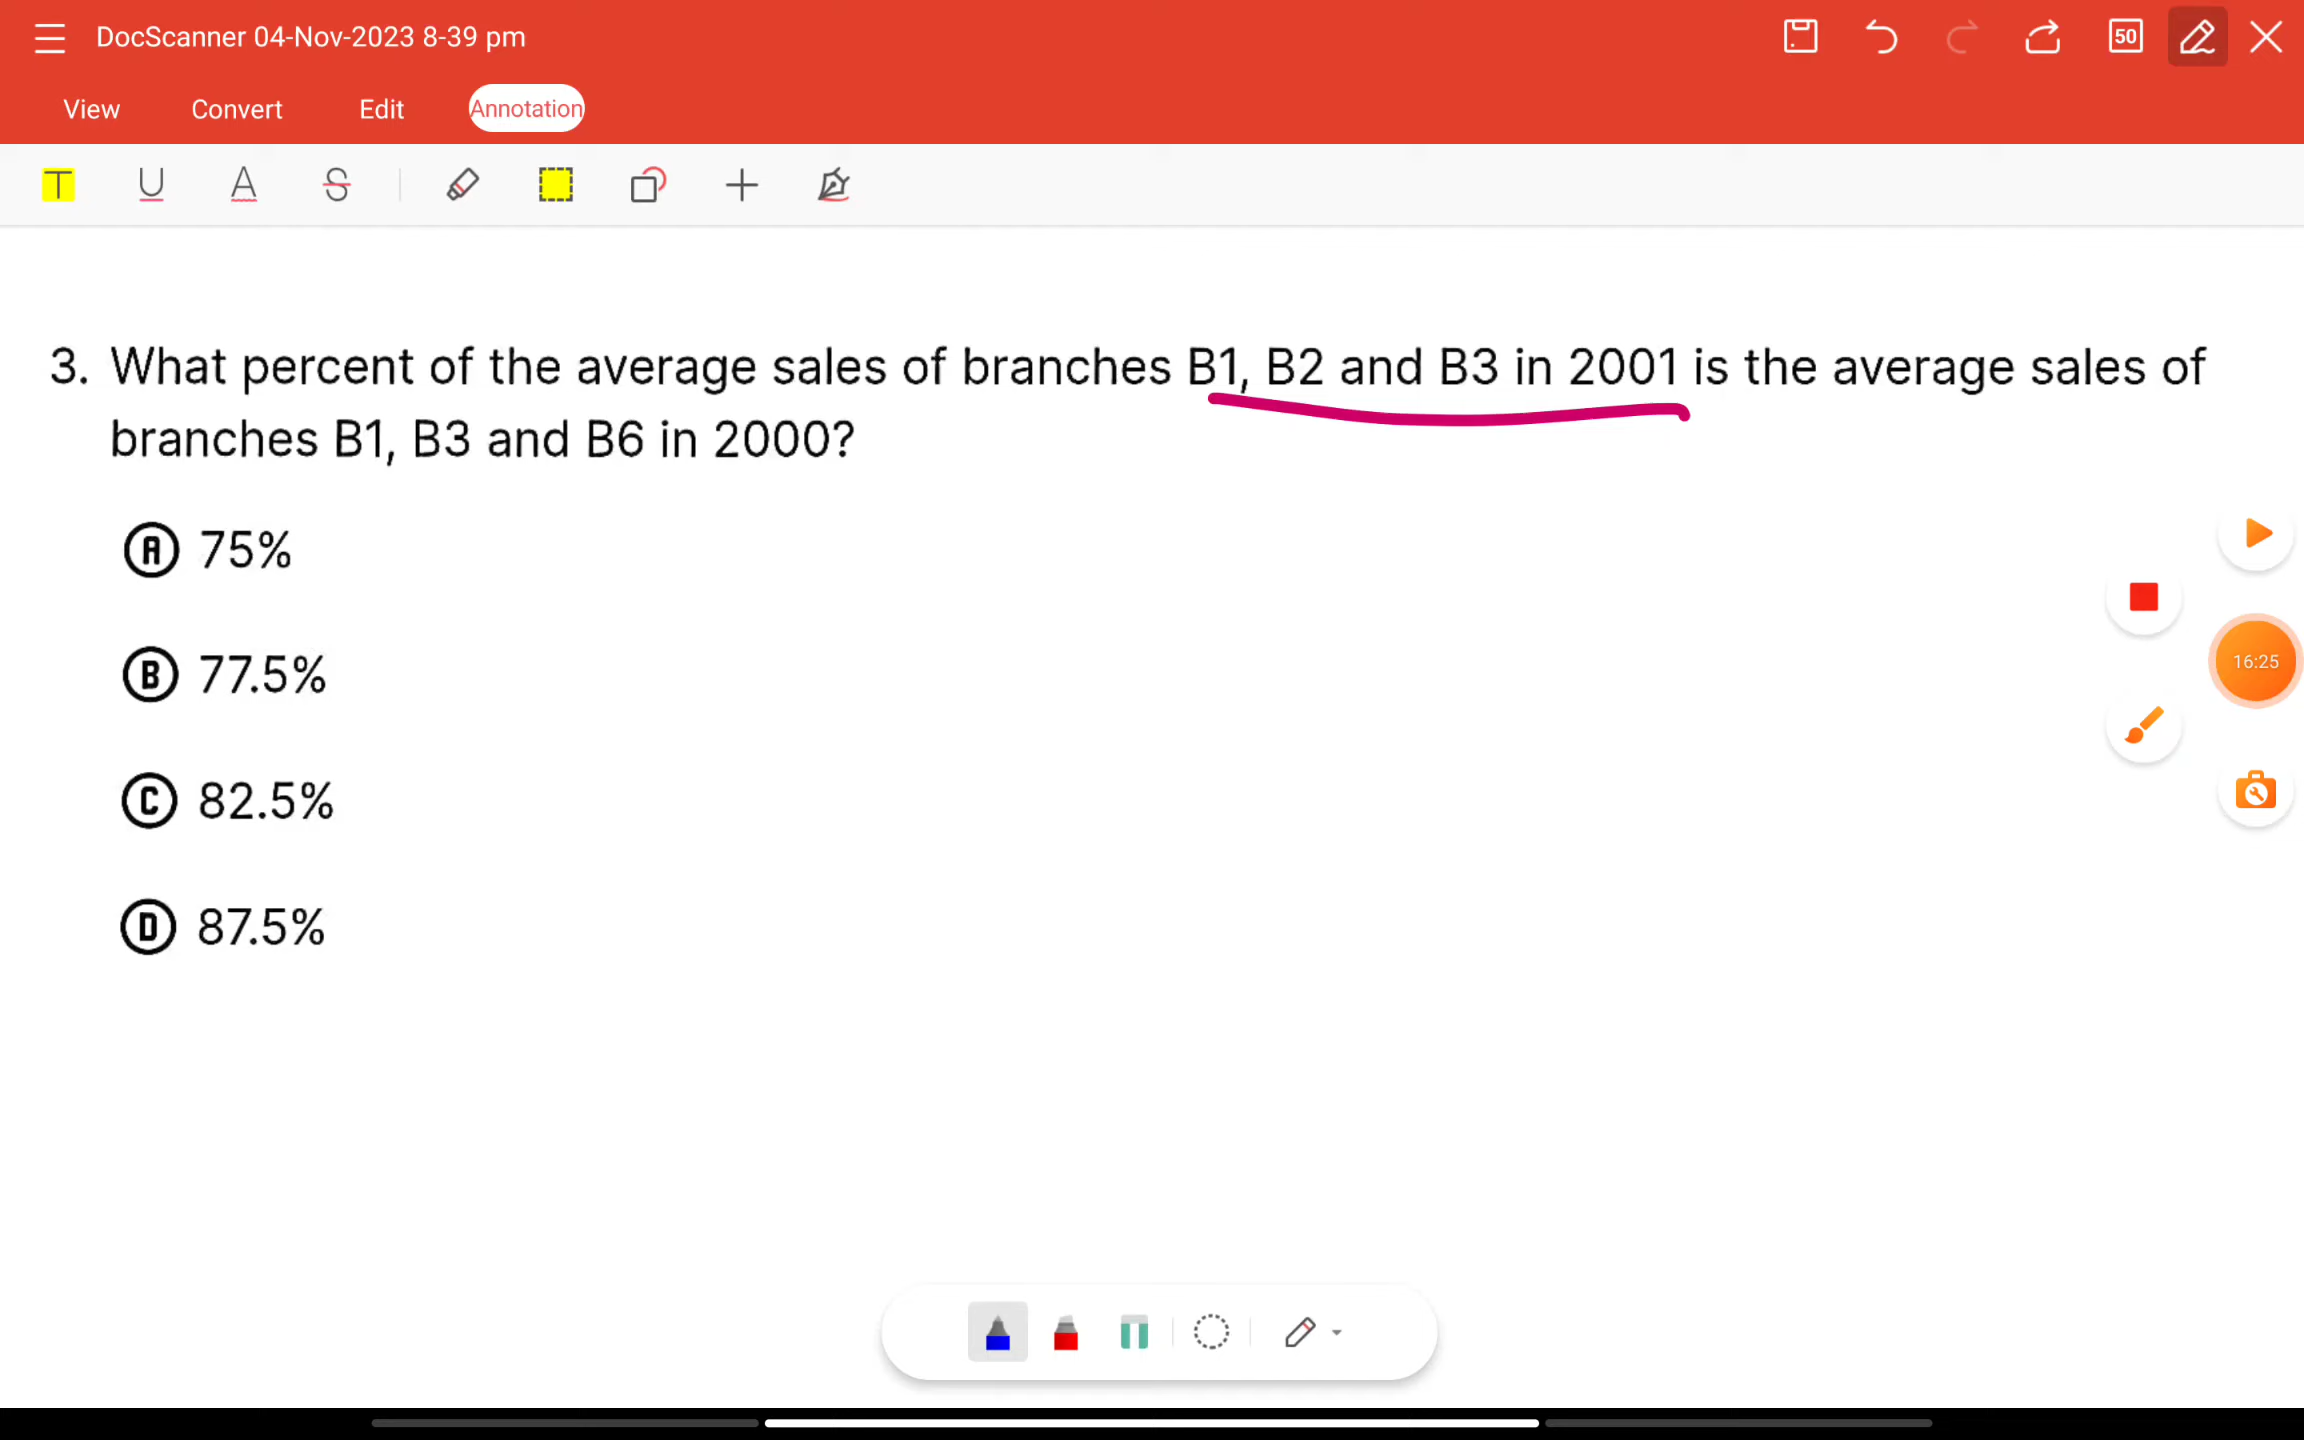 DocScanner 04-Nov-2023 8-39 pm
50
View Convert Edit Annotation
T U A S
3. What percent of the average sales of branches B1, B2 and B3 in 2001 is the average sales of
branches B1, B3 and B6 in 2000?
A 75%
B 77.5%
C 82.5%
D 87.5%
16:25